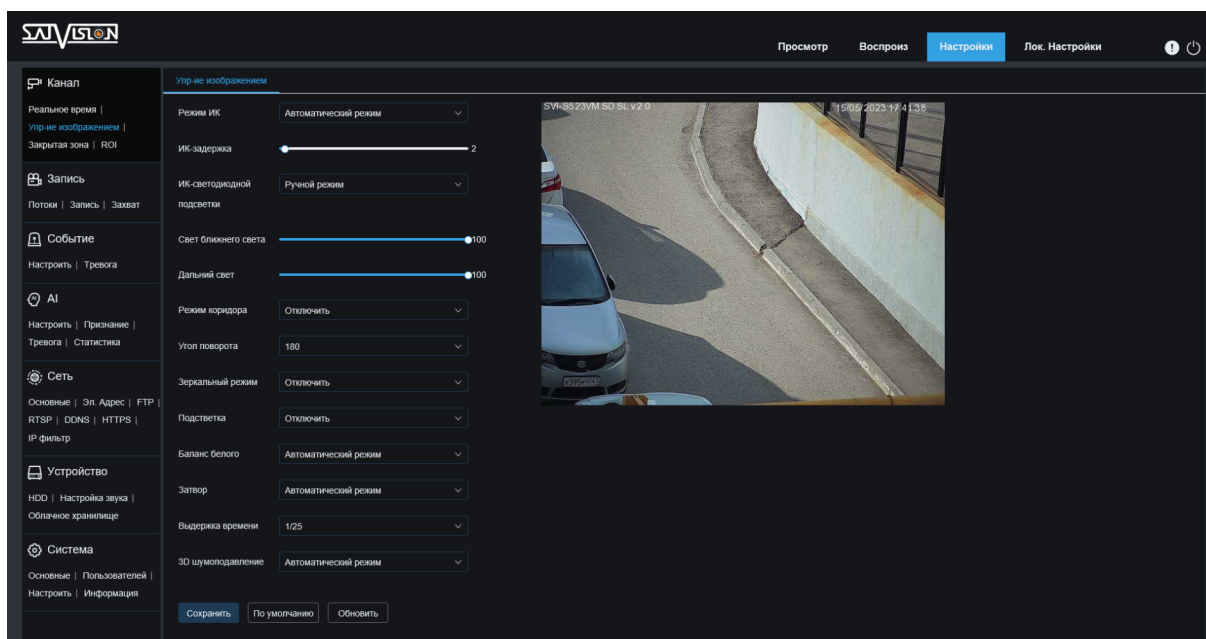 SATVISION
Просмотр
Воспроиз
Настройки
Лок. Настройки
Канал
Реальное время |
Упр-ие изображением |
Закрытая зона | ROI
Запись
Потоки | Запись | Захват
Событие
Настроить | Тревога
AI
Настроить | Признание |
Тревога | Статистика
Сеть
Основные | Эл. Адрес | FTP |
RTSP | DDNS | HTTPS |
IP фильтр
Устройство
HDD | Настройка звука |
Облачное хранилище
Система
Основные | Пользователей |
Настроить | Информация
Упр-ие изображением
Режим ИК Автоматический режим
ИК-задержка 2
ИК-светодиодной подсветки Ручной режим
Свет ближнего света 100
Дальний свет 100
Режим коридора Отключить
Угол поворота 180
Зеркальный режим Отключить
Подстветка Отключить
Баланс белого Автоматический режим
Затвор Автоматический режим
Выдержка времени 1/25
3D шумоподавление Автоматический режим
Сохранить
По умолчанию
Обновить
SVI-S523VM SD SL v2.0
15/05/2023 17:41:38